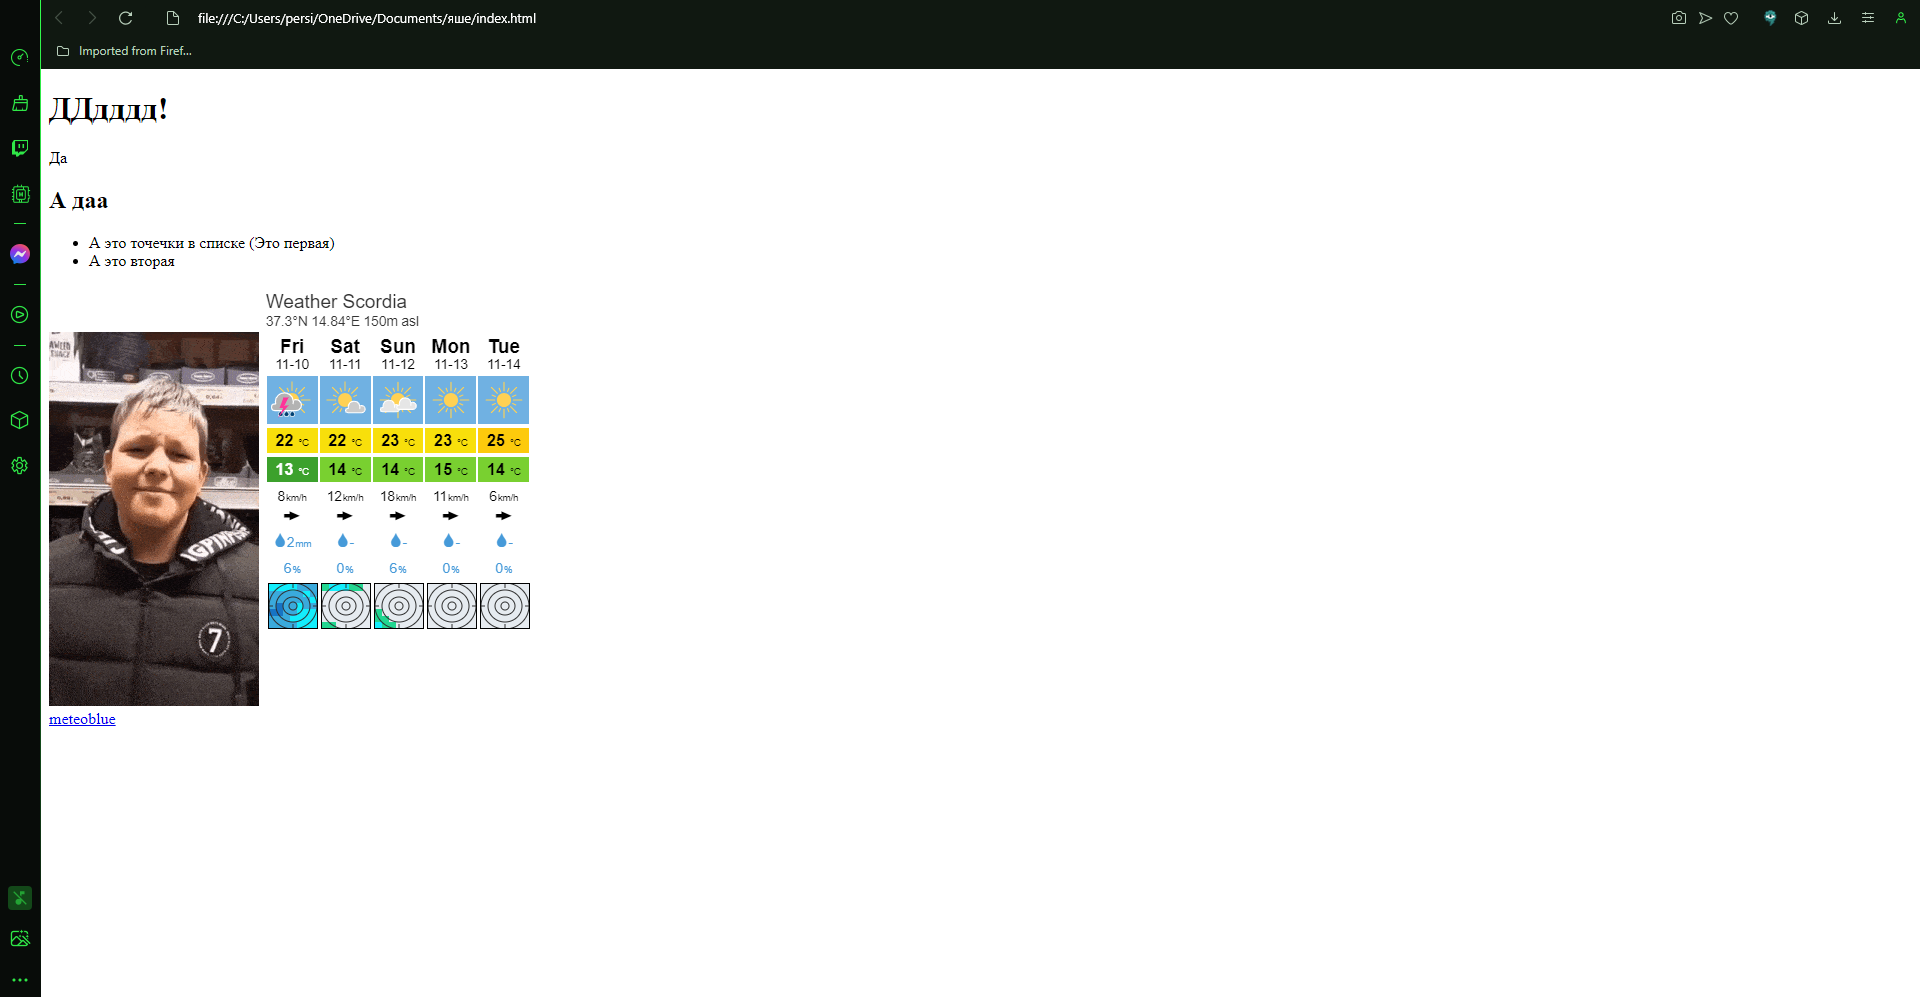 file:///C:/Users/persi/OneDrive/Documents/яше/index.html
Imported from Firef...
ДДдддд!
Да
А даа
А это точечки в списке (Это первая)
А это вторая
Weather Scordia
37.3°N 14.84°E 150m asl
Fri Sat Sun Mon Tue
11-10 11-11 11-12 11-13 11-14
22 °C 22 °C 23 °C 23 °C 25 °C
13 °C 14 °C 14 °C 15 °C 14 °C
8km/h 12km/h 18km/h 11km/h 6km/h
2mm - - - -
6% 0% 6% 0% 0%
7
meteoblue